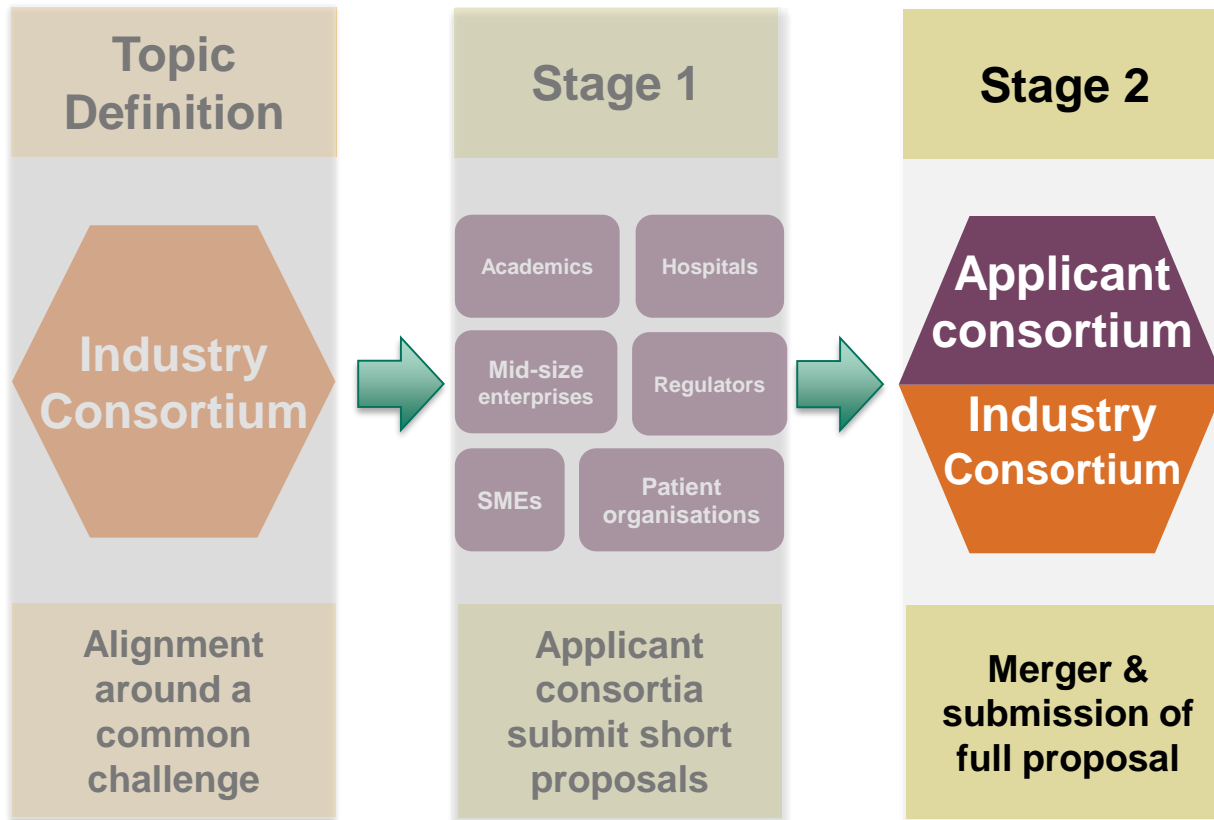 Topic
Definition
Industry
Consortium
Alignment
around a
common
challenge
Stage 1
Academics
Hospitals
Mid-size
enterprises
Regulators
SMEs
Patient
organisations
Applicant
consortia
submit short
proposals
Stage 2
Applicant
consortium
Industry
Consortium
Merger &
submission of
full proposal